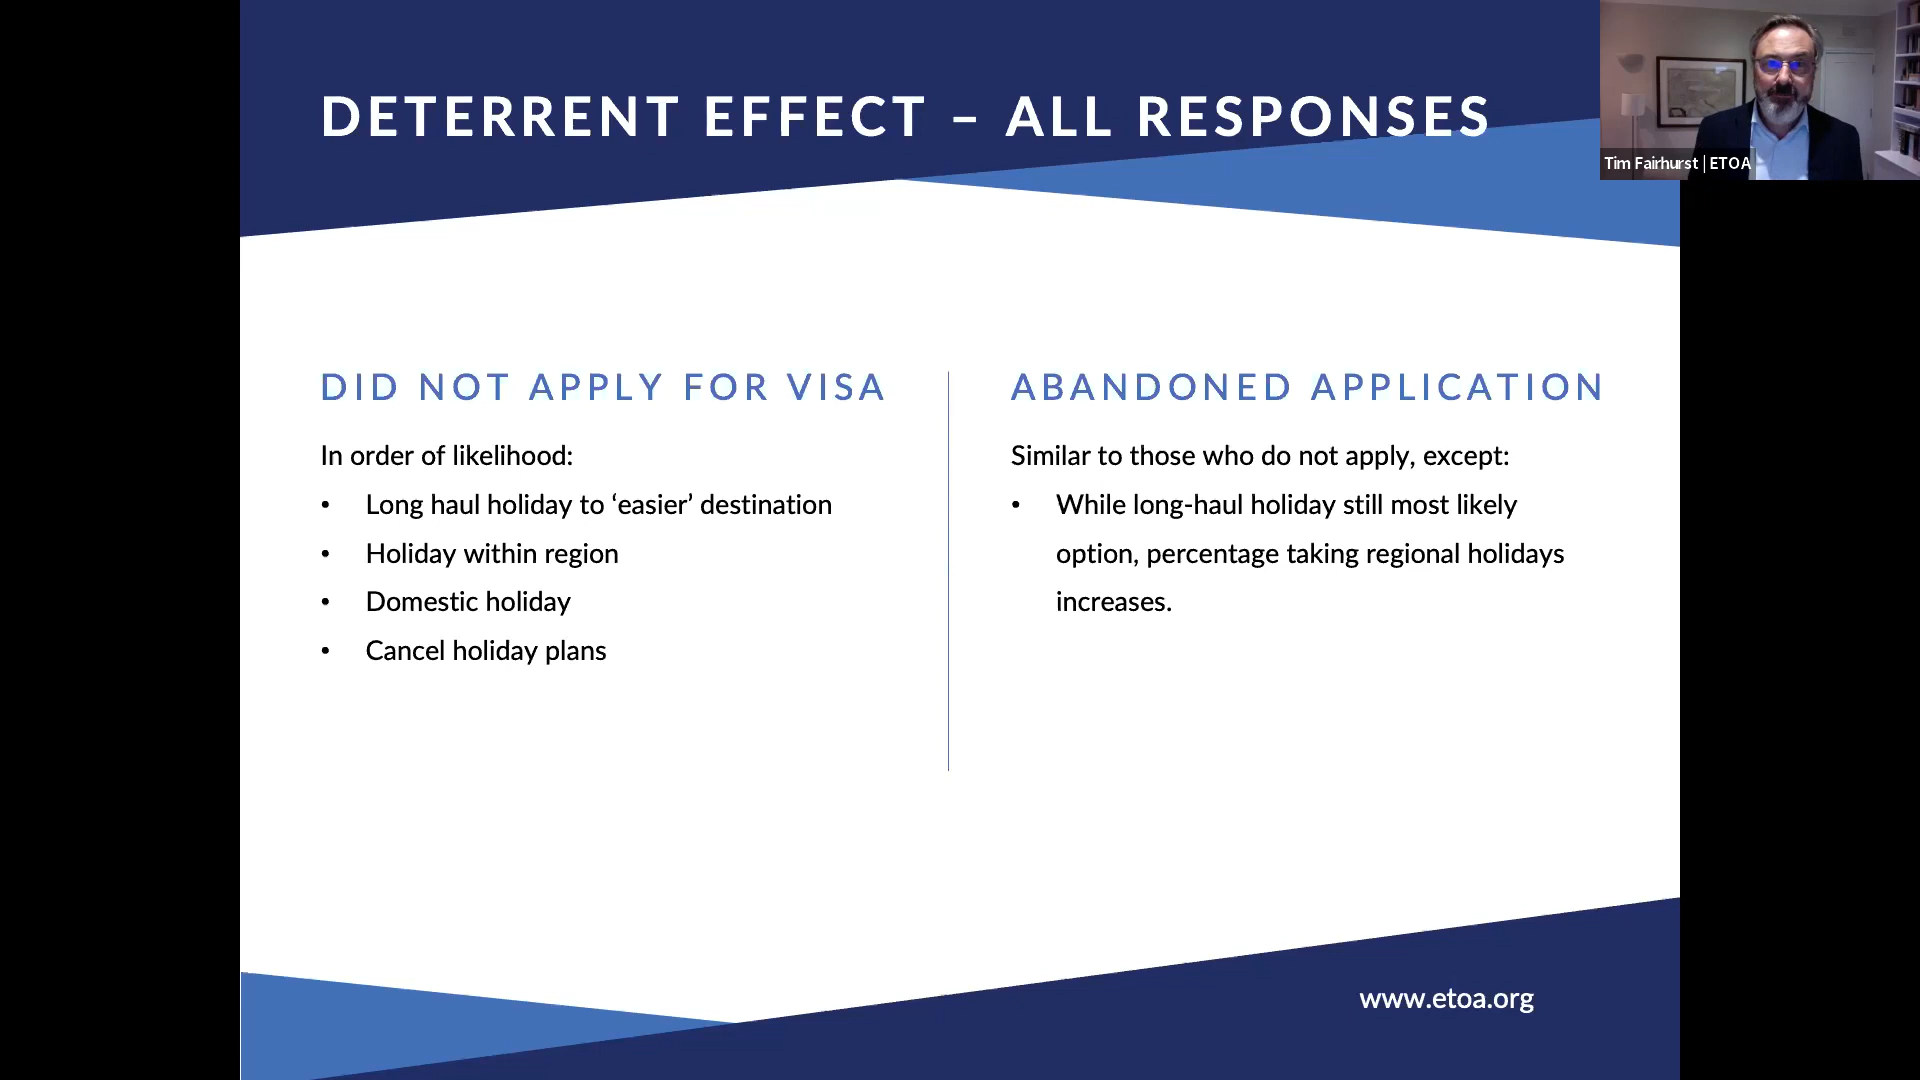 DETERRENT EFFECT – ALL RESPONSES
Tim Fairhurst | ETOA
DID NOT APPLY FOR VISA
In order of likelihood:
• Long haul holiday to ‘easier’ destination
• Holiday within region
• Domestic holiday
• Cancel holiday plans
ABANDONED APPLICATION
Similar to those who do not apply, except:
• While long-haul holiday still most likely
option, percentage taking regional holidays
increases.
www.etoa.org